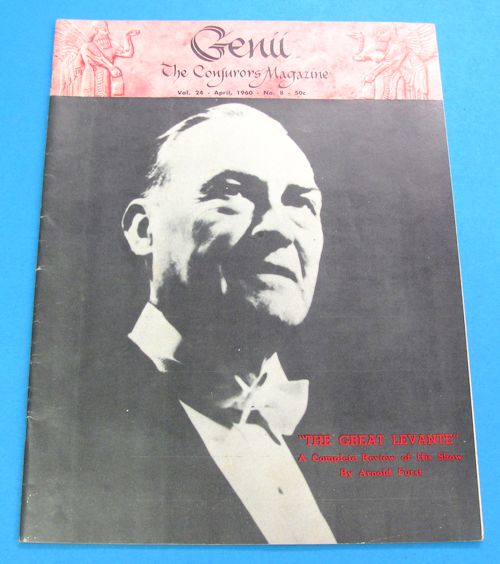 Genii
The Conjurors Magazine
Vol. 24 - April, 1960 - No. 8 - 50c
"THE GREAT LEVANTE"
A Complete Review of His Show
By Arnold Furst